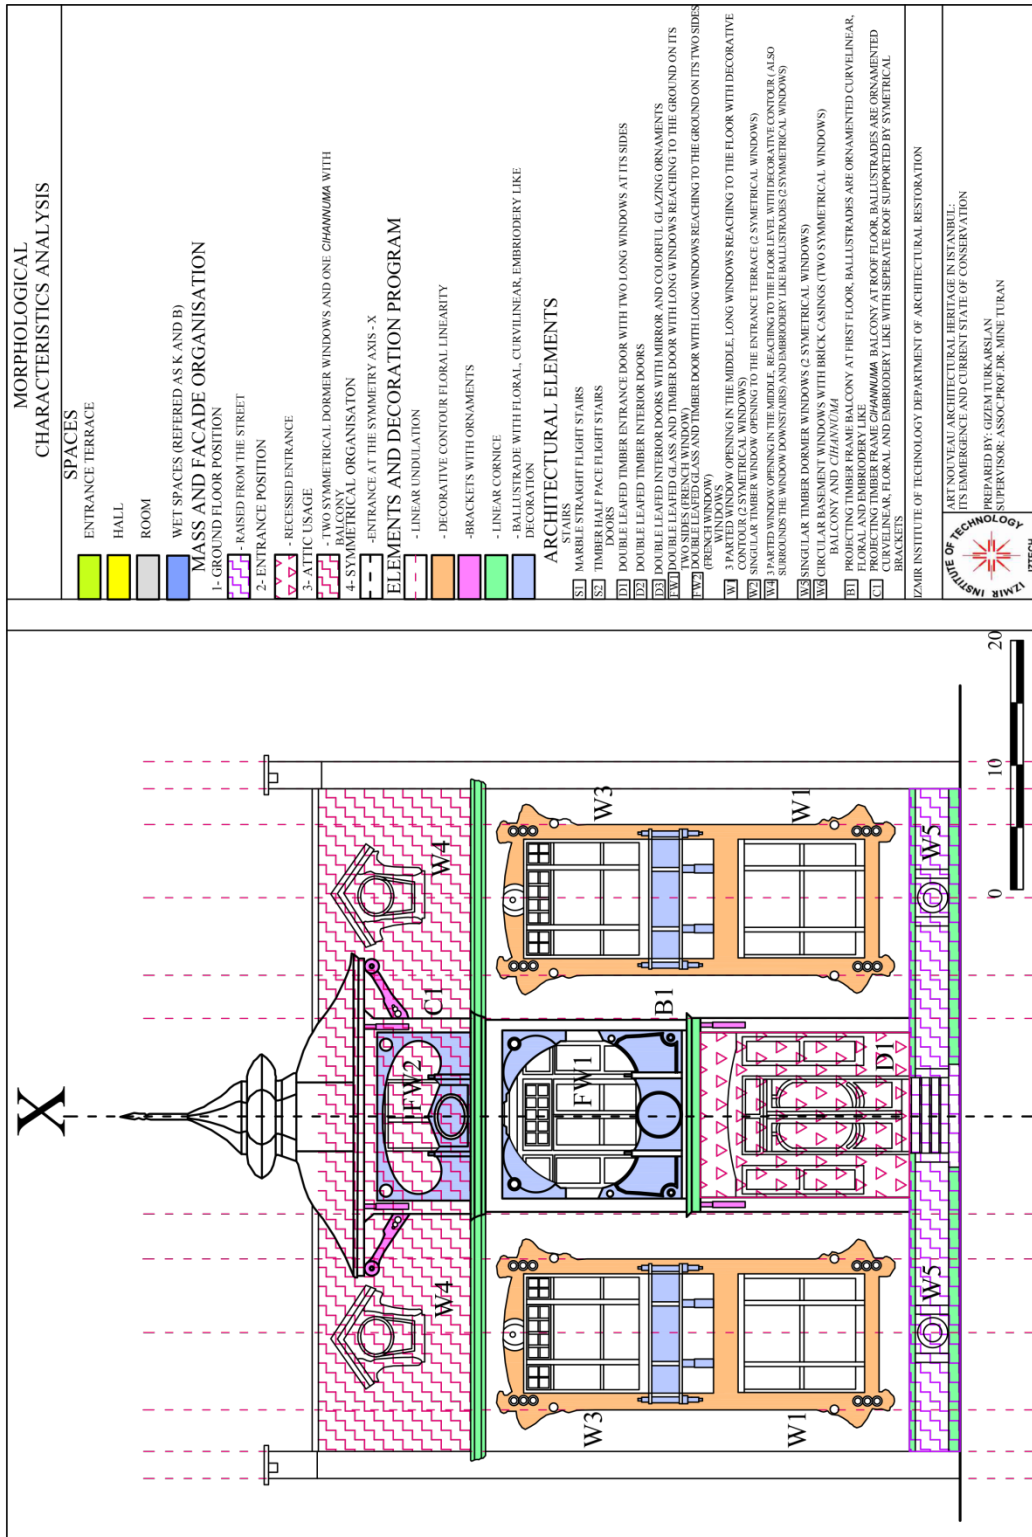 MORPHOLOGICAL
CHARACTERISTICS ANALYSIS
SPACES
ENTRANCE TERRACE
HALL
ROOM
WET SPACES (REFERED AS K AND B)
MASS AND FACADE ORGANISATION
1- GROUND FLOOR POSITION
- RAISED FROM THE STREET
2- ENTRANCE POSITION
- RECESSED ENTRANCE
3- ATTIC USAGE
- TWO SYMMETRICAL DORMER WINDOWS AND ONE CIHANNUMA WITH
BALCONY
4- SYMMETRICAL ORGANISATON
-ENTRANCE AT THE SYMETRY AXIS - X
ELEMENTS AND DECORATION PROGRAM
- LINEAR UNDULATION
- DECORATIVE CONTOUR FLORAL LINEARITY
-BRACKETS WITH ORNAMENTS
- LINEAR CORNICE
- BALLUSTRADE WITH FLORAL, CURVILINEAR, EMBRIODERY LIKE
DECORATION
ARCHITECTURAL ELEMENTS
STAIRS
S1 MARBLE STRAIGHT FLIGHT STAIRS
S2 TIMBER HALF PACE FLIGHT STAIRS
DOORS
D1 DOUBLE LEAFED TIMBER ENTRANCE DOOR WITH TWO LONG WINDOWS AT ITS SIDES
D2 DOUBLE LEAFED TIMBER INTERIOR DOORS
D3 DOUBLE LEAFED INTERIOR DOORS WITH MIRROR AND COLORFUL GLAZING ORNAMENTS
FW1 DOUBLE LEAFED GLASS AND TIMBER DOOR WITH LONG WINDOWS REACHING TO THE GROUND ON ITS
TWO SIDES (FRENCH WINDOW)
FW2 DOUBLE LEAFED GLASS AND TIMBER DOOR WITH LONG WINDOWS REACHING TO THE GROUND ON ITS TWO SIDES
(FRENCH WINDOW)
WINDOWS
W1 3 PARTED WINDOW OPENING IN THE MIDDLE, LONG WINDOWS REACHING TO THE FLOOR WITH DECORATIVE
CONTOUR (2 SYMETRICAL WINDOWS)
W2 SINGULAR TIMBER WINDOW OPENING TO THE ENTRANCE TERRACE (2 SYMETRICAL WINDOWS)
W4 3 PARTED WINDOW OPENING IN THE MIDDLE, REACHING TO THE FLOOR LEVEL WITH DECORATIVE CONTOUR (ALSO
SURROUNDS THE WINDOW DOWNSTAIRS) AND EMBRIODERY LIKE BALLUSTRADES (2 SYMMETRICAL WINDOWS)
W3 SINGULAR TIMBER DORMER WINDOWS (2 SYMETRICAL WINDOWS)
W6 CIRCULAR BASEMENT WINDOWS WITH BRICK CASINGS (TWO SYMMETRICAL WINDOWS)
BALCONY AND CIHANNÜMA
B1 PROJECTING TIMBER FRAME BALCONY AT FIRST FLOOR, BALLUSTRADES ARE ORNAMENTED CURVELINEAR,
FLORAL AND EMBRIODERY LIKE
C1 PROJECTING TIMBER FRAME CIHANNUMA BALCONY AT ROOF FLOOR, BALLUSTRADES ARE ORNAMENTED
CURVELINEAR, FLORAL AND EMBRIODERY LIKE WITH SEPERATE ROOF SUPPORTED BY SYMETRICAL
BRACKETS
IZMIR INSTITUTE OF TECHNOLOGY DEPARTMENT OF ARCHITECTURAL RESTORATION
IZMIR INSTITUTE OF TECHNOLOGY
IYTECH
ART NOUVEAU ARCHITECTURAL HERITAGE IN ISTANBUL:
ITS EMERGENCE AND CURRENT STATE OF CONSERVATION
PREPARED BY: GIZEM TURKARSLAN
SUPERVISOR: ASSOC.PROF.DR. MINE TURAN
X
W4
W4
C1
FW2
W3
W3
B1
FW1
W1
W1
D1
W5
W5
0 10 20